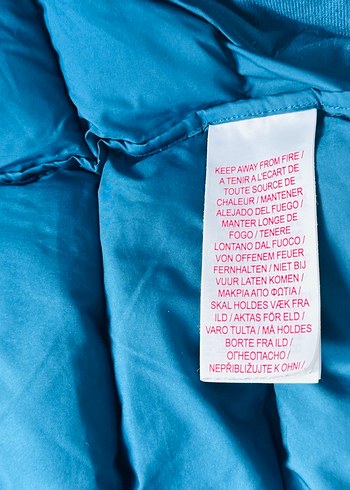 KEEP AWAY FROM FIRE /
A TENIR A L'ECART DE
TOUTE SOURCE DE
CHALEUR / MANTENER
ALEJADO DEL FUEGO /
MANTER LONGE DE
FOGO / TENERE
LONTANO DAL FUOCO /
VON OFFENEM FEUER
FERNHALTEN / NIET BIJ
VUUR LATEN KOMEN /
ΜΑΚΡΙΑ ΑΠΟ ΦΩΤΙΑ /
SKAL HOLDES VÆK FRA
ILD / AKTAS FÖR ELD /
VARO TULTA / MÅ HOLDES
BORTE FRA ILD /
ОГНЕОПАСНО /
NEPŘIBLIŽUJTE K OHNI /